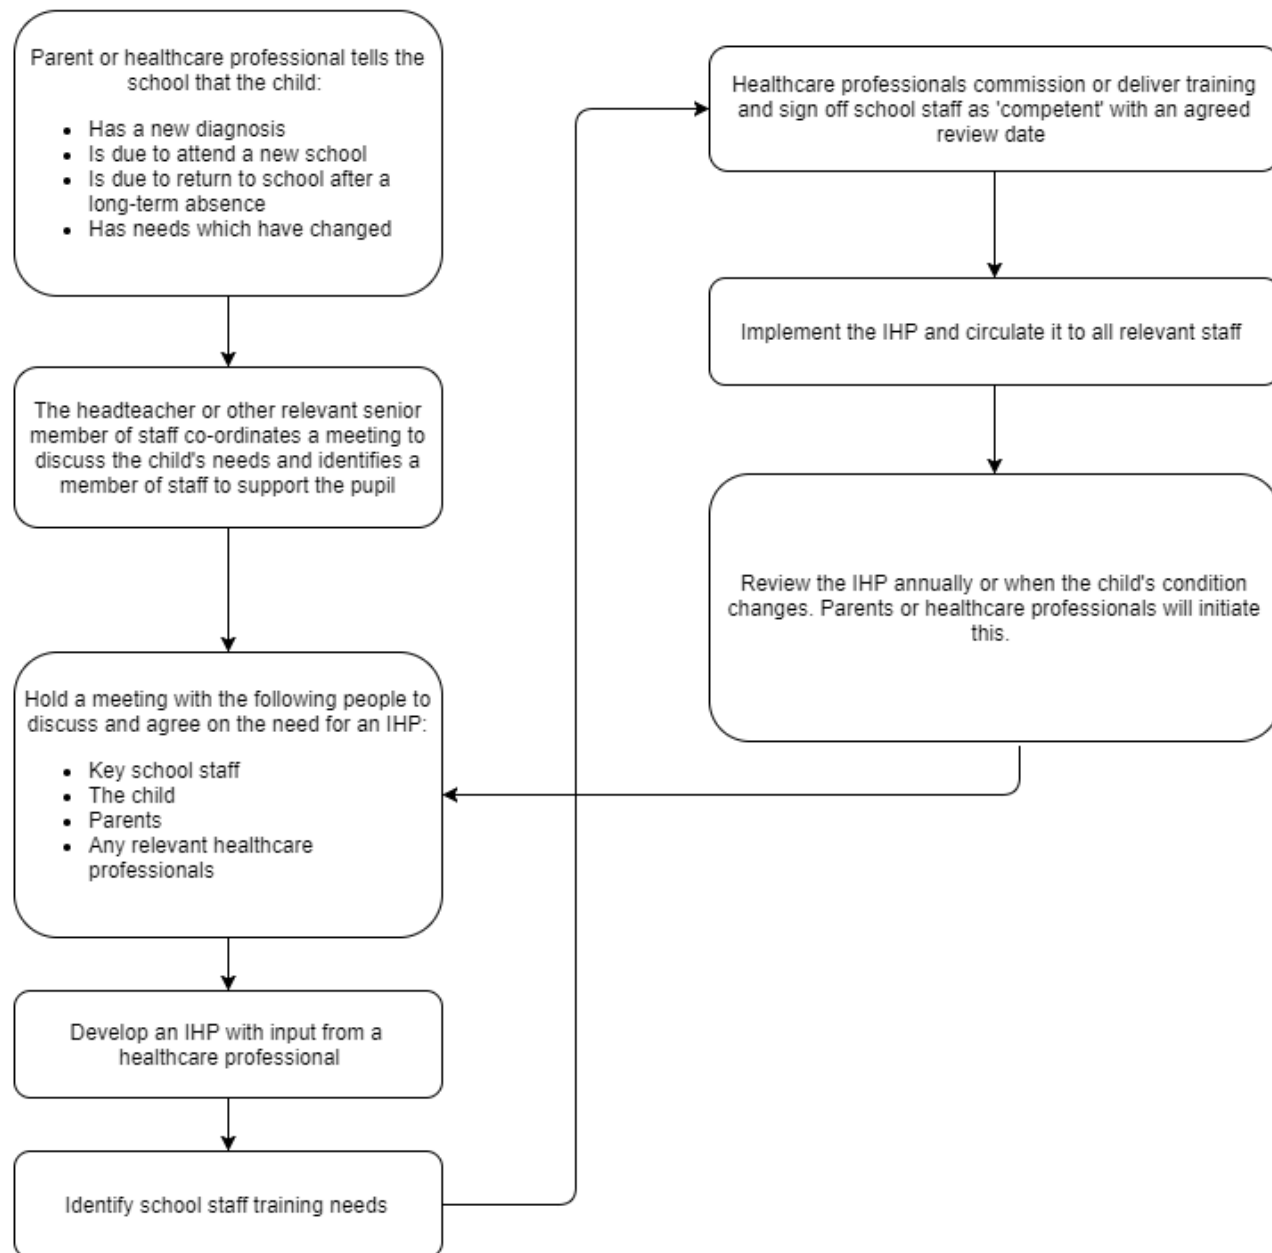 Parent or healthcare professional tells the
school that the child:
• Has a new diagnosis
• Is due to attend a new school
• Is due to return to school after a
long-term absence
• Has needs which have changed
The headteacher or other relevant senior
member of staff co-ordinates a meeting to
discuss the child's needs and identifies a
member of staff to support the pupil
Hold a meeting with the following people to
discuss and agree on the need for an IHP:
• Key school staff
• The child
• Parents
• Any relevant healthcare
professionals
Develop an IHP with input from a
healthcare professional
Identify school staff training needs
Healthcare professionals commission or deliver training
and sign off school staff as 'competent' with an agreed
review date
Implement the IHP and circulate it to all relevant staff
Review the IHP annually or when the child's condition
changes. Parents or healthcare professionals will initiate
this.